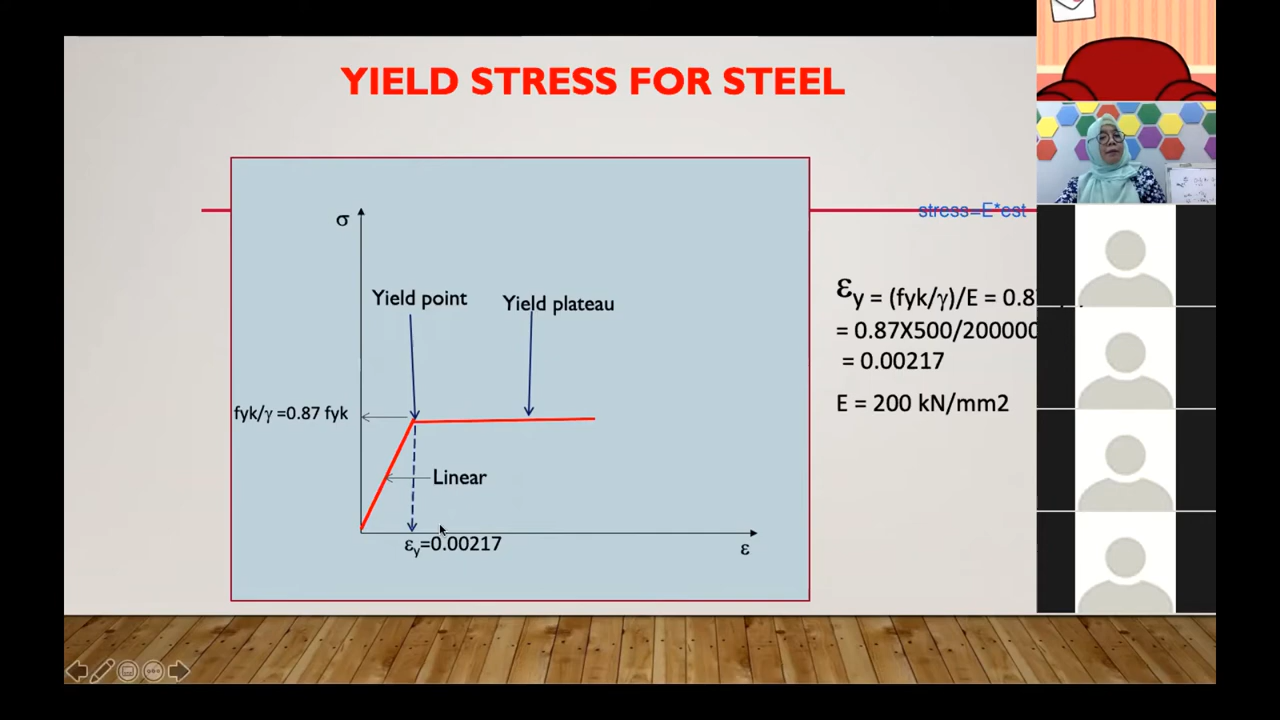 YIELD STRESS FOR STEEL
σ
stress=E*est
Yield point
Yield plateau
εy = (fyk/γ)/E = 0.8
= 0.87X500/200000
= 0.00217
E = 200 kN/mm2
fyk/γ =0.87 fyk
Linear
εy=0.00217
ε